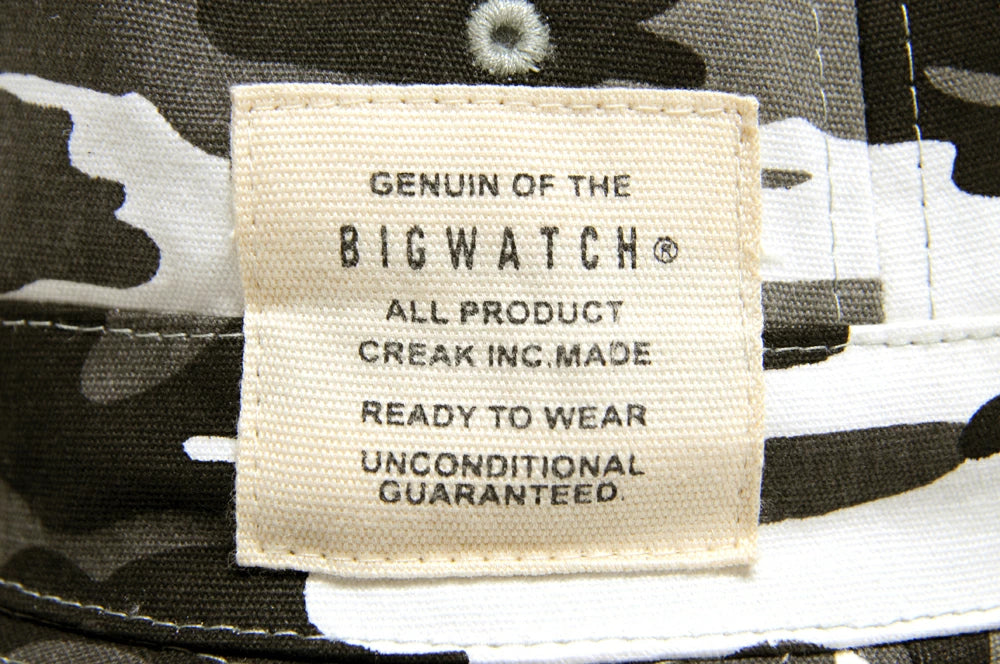 GENUIN OF THE
BIGWATCH®
ALL PRODUCT
CREAK INC.MADE
READY TO WEAR
UNCONDITIONAL
GUARANTEED.